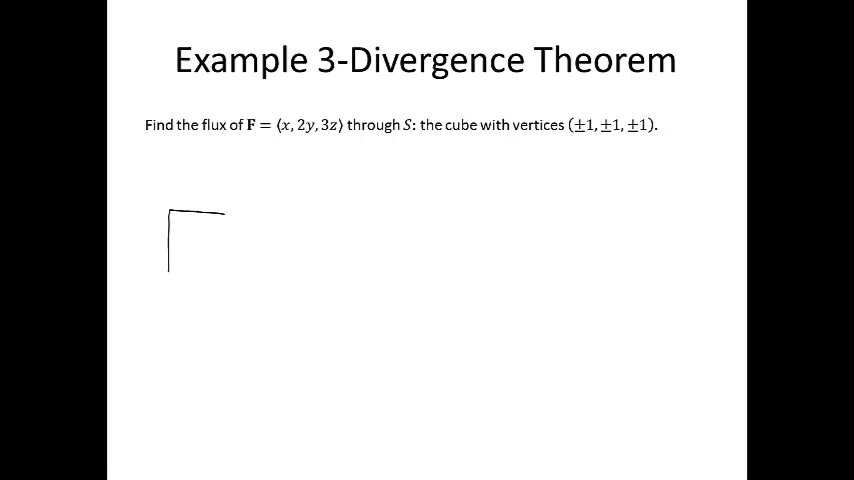 Example 3-Divergence Theorem
Find the flux of 𝐅 = ⟨𝑥, 2𝑦, 3𝑧⟩ through 𝑆: the cube with vertices (±1, ±1, ±1).